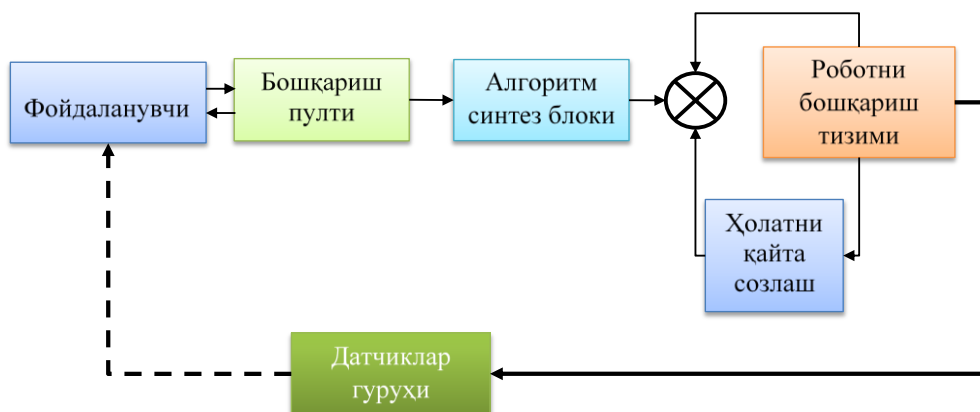 Фойдаланувчи
Бошқариш
пулти
Алгоритм
синтез блоки
Роботни
бошқариш
тизими
Ҳолатни
қайта
созлаш
Датчиклар
гуруҳи